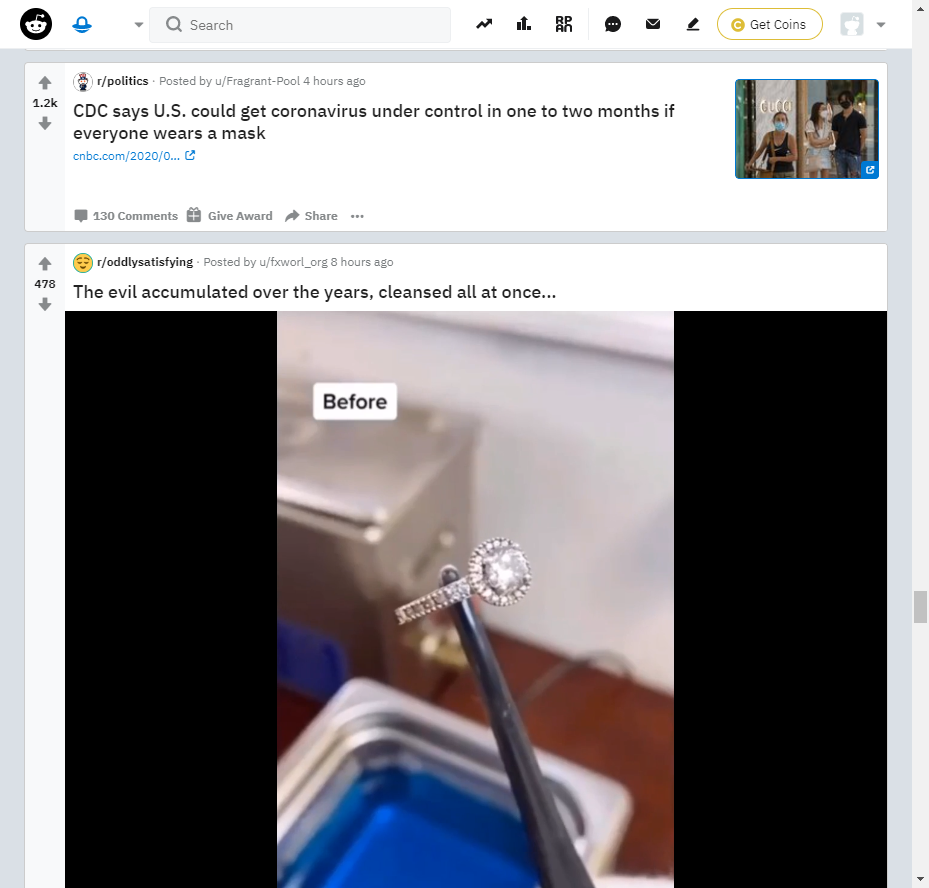 Search
Get Coins
r/politics · Posted by u/Fragrant-Pool 4 hours ago
1.2k
CDC says U.S. could get coronavirus under control in one to two months if
everyone wears a mask
cnbc.com/2020/0...
130 Comments Give Award Share
r/oddlysatisfying · Posted by u/fxworl_org 8 hours ago
478
The evil accumulated over the years, cleansed all at once...
Before